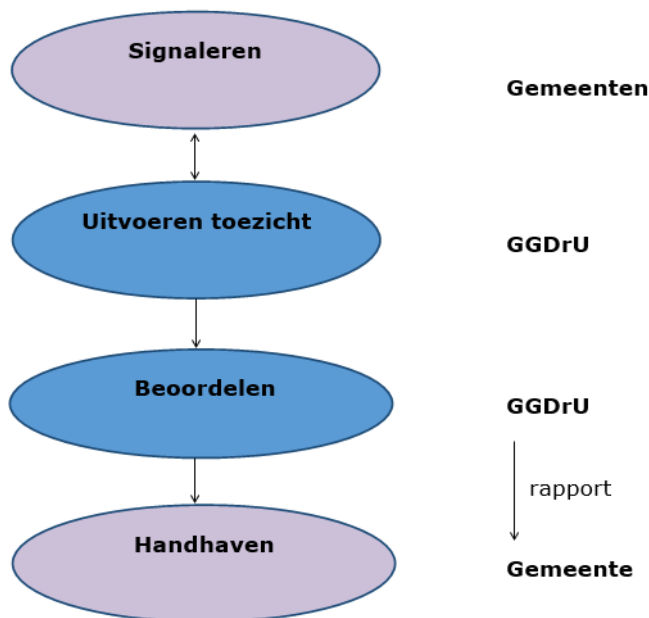 Signaleren
Gemeenten
Uitvoeren toezicht
GGDrU
Beoordelen
GGDrU
rapport
Handhaven
Gemeente